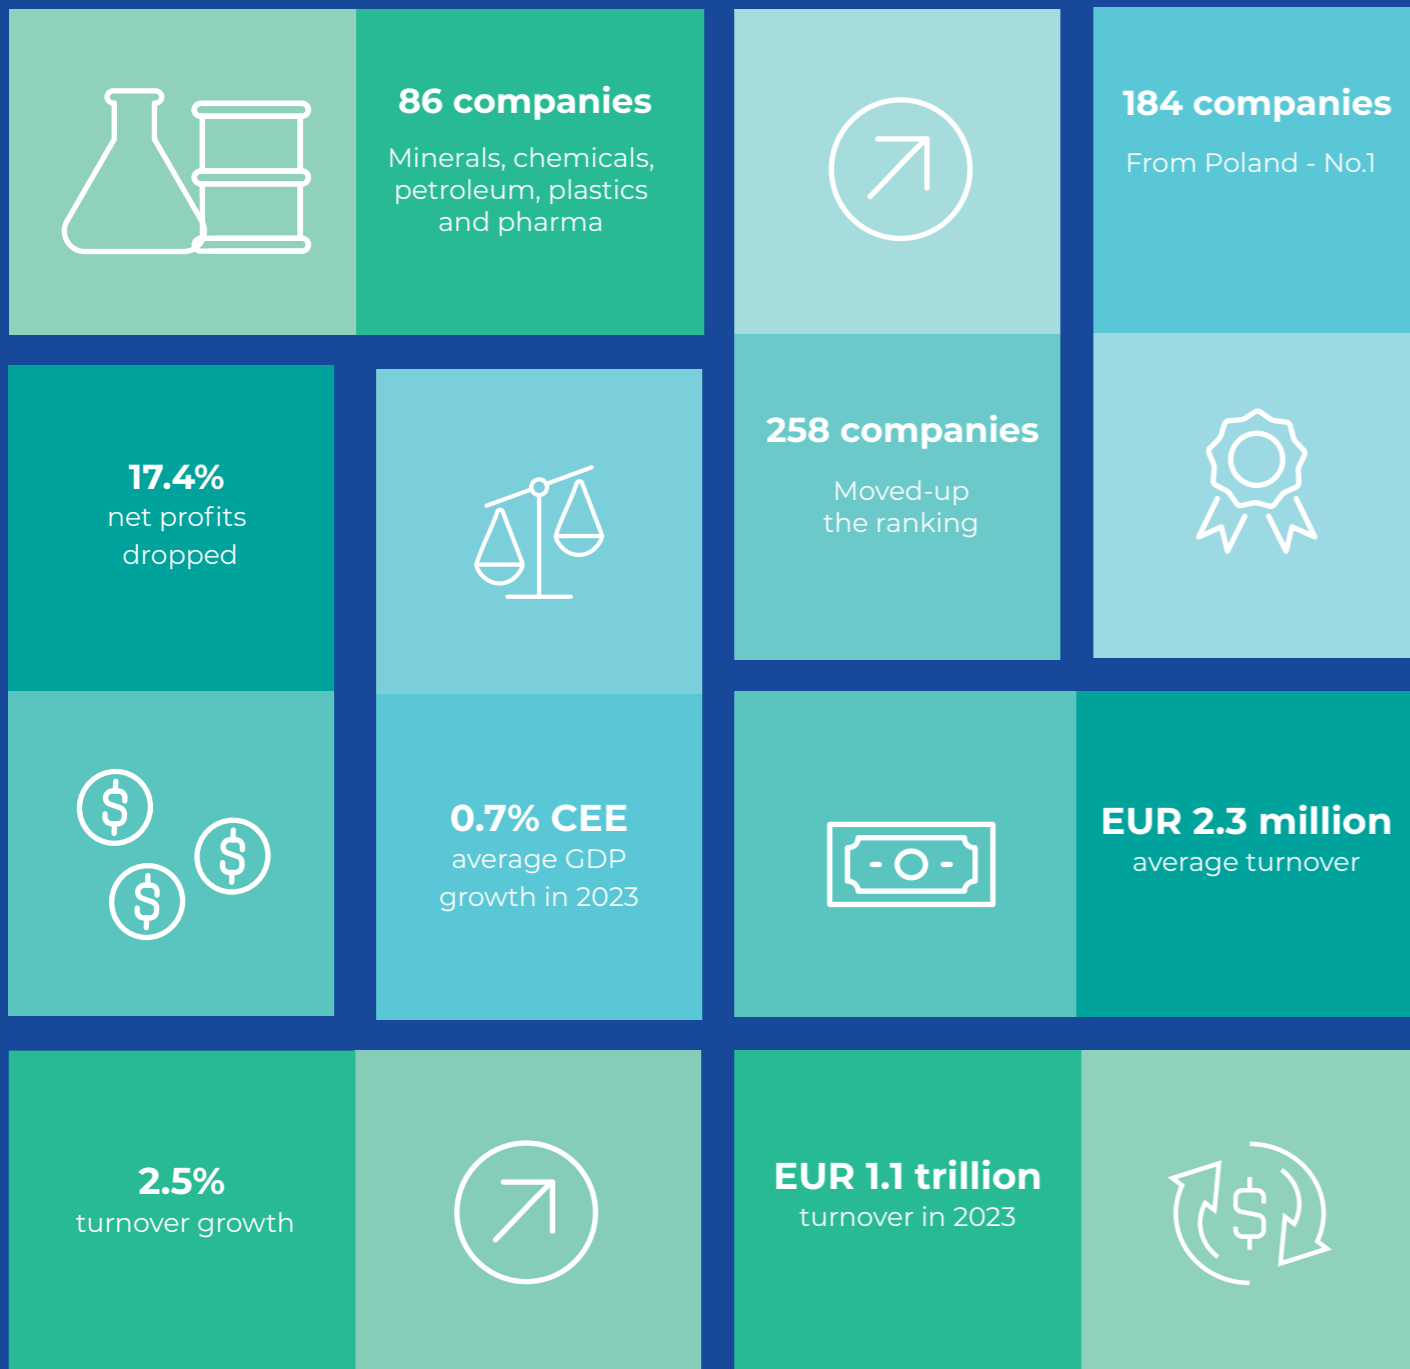 86 companies
Minerals, chemicals,
petroleum, plastics
and pharma
184 companies
From Poland - No.1
258 companies
Moved-up
the ranking
17.4%
net profits
dropped
0.7% CEE
average GDP
growth in 2023
EUR 2.3 million
average turnover
2.5%
turnover growth
EUR 1.1 trillion
turnover in 2023